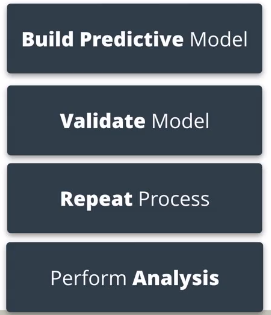 Build Predictive Model
Validate Model
Repeat Process
Perform Analysis